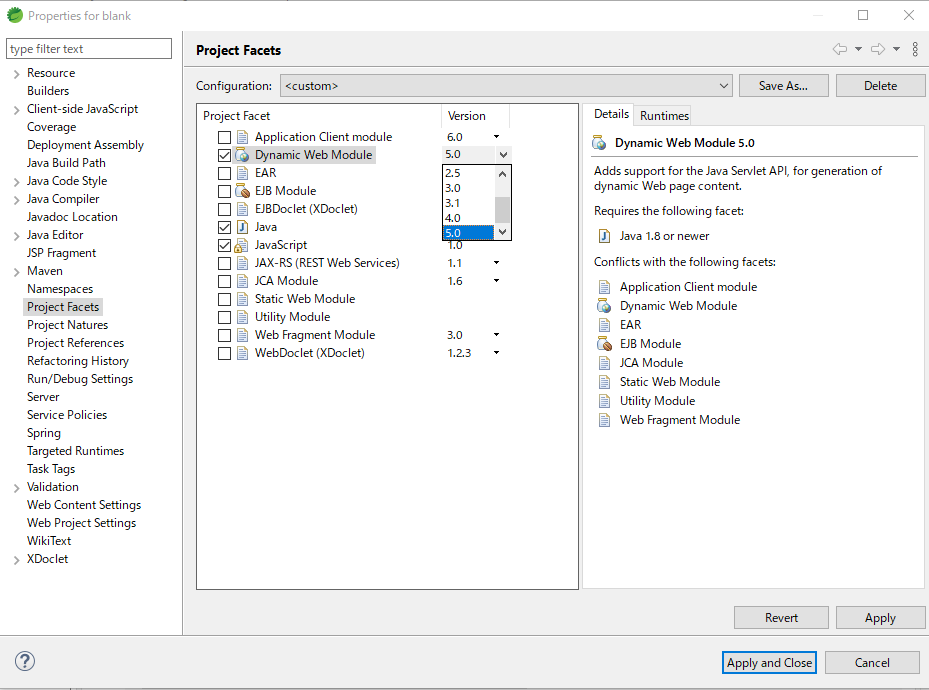 Properties for blank
type filter text
Resource
Builders
Client-side JavaScript
Coverage
Deployment Assembly
Java Build Path
Java Code Style
Java Compiler
Javadoc Location
Java Editor
JSP Fragment
Maven
Namespaces
Project Facets
Project Natures
Project References
Refactoring History
Run/Debug Settings
Server
Service Policies
Spring
Targeted Runtimes
Task Tags
Validation
Web Content Settings
Web Project Settings
WikiText
XDoclet
Project Facets
Configuration: <custom> Save As... Delete
Project Facet Version
Application Client module 6.0
Dynamic Web Module 5.0
EAR
EJB Module
EJBDoclet (XDoclet)
Java
JavaScript 1.0
JAX-RS (REST Web Services) 1.1
JCA Module 1.6
Static Web Module
Utility Module
Web Fragment Module 3.0
WebDoclet (XDoclet) 1.2.3
2.5
3.0
3.1
4.0
5.0
Details Runtimes
Dynamic Web Module 5.0
Adds support for the Java Servlet API, for generation of
dynamic Web page content.
Requires the following facet:
Java 1.8 or newer
Conflicts with the following facets:
Application Client module
Dynamic Web Module
EAR
EJB Module
JCA Module
Static Web Module
Utility Module
Web Fragment Module
Revert Apply
? Apply and Close Cancel